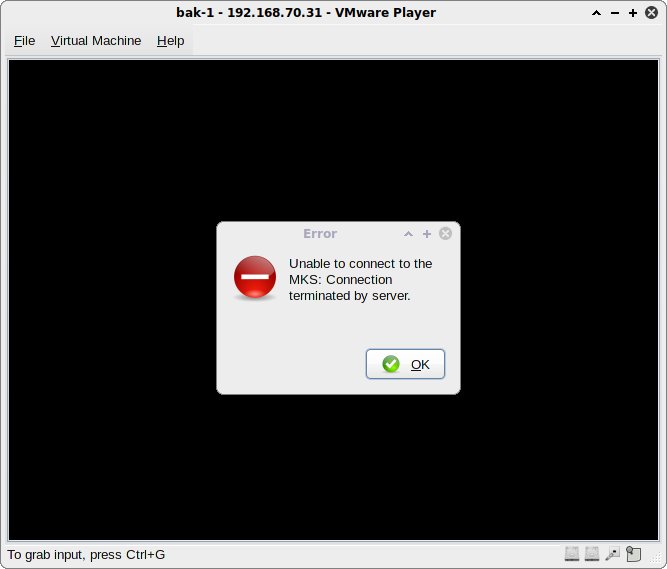 bak-1 - 192.168.70.31 - VMware Player
File Virtual Machine Help
Error
Unable to connect to the
MKS: Connection
terminated by server.
OK
To grab input, press Ctrl+G